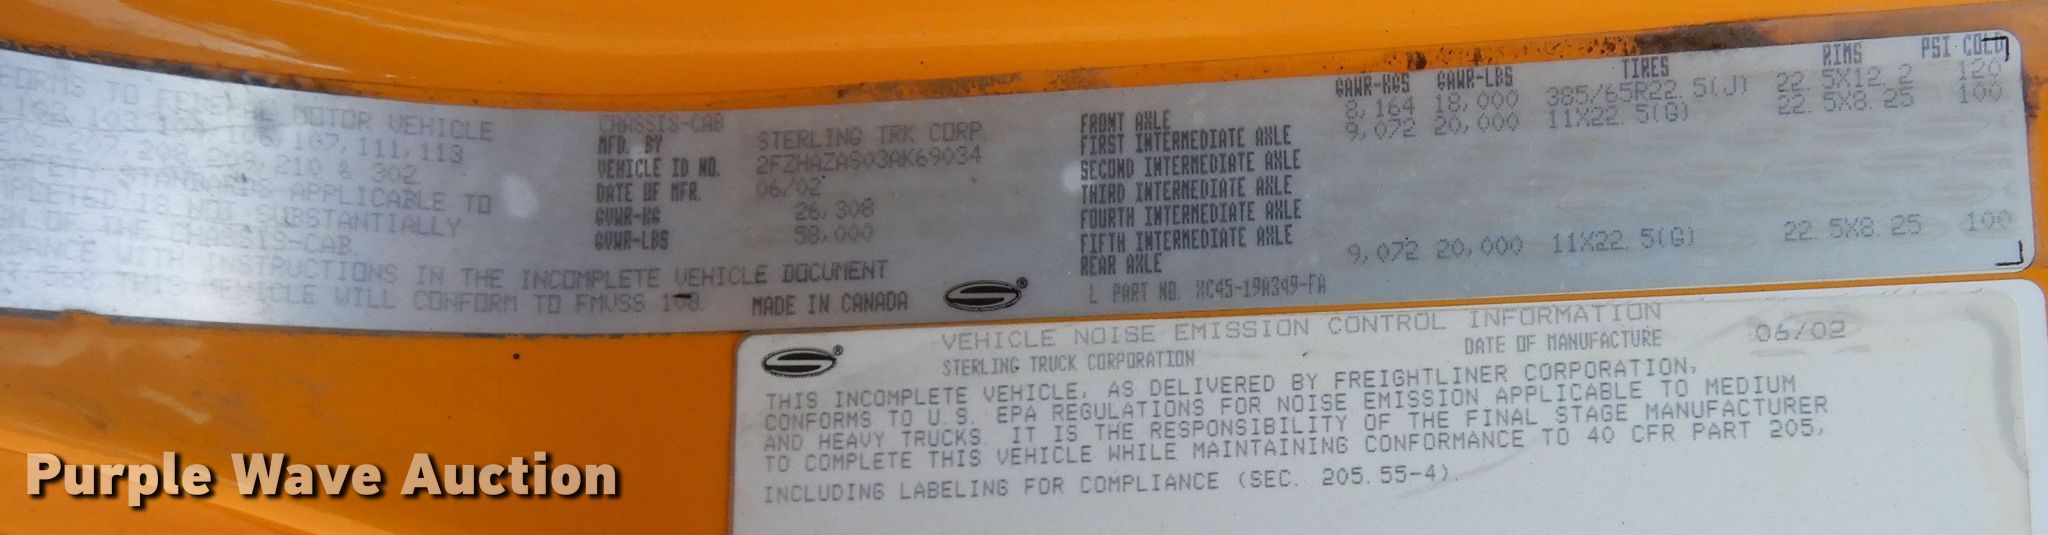 FORMS TO FEDERAL MOTOR VEHICLE
111, 113
210 & 302
STANDARDS APPLICABLE TO
IS NOT SUBSTANTIALLY
OF THE CHASSIS-CAB
WITH INSTRUCTIONS IN THE INCOMPLETE VEHICLE DOCUMENT
THIS VEHICLE WILL CONFORM TO FMVSS 108.
CHASSIS-CAB
MFD. BY STERLING TRK CORP.
VEHICLE ID NO. 2FZHAZAS03AK69034
DATE OF MFR. 06/02
GVWR-KG 26,308
GVWR-LBS 58,000
MADE IN CANADA
GAWR-KGS GAWR-LBS TIRES RIMS PSI COLD
FRONT AXLE 8,164 18,000 385/65R22.5(J) 22.5X12.2 120
FIRST INTERMEDIATE AXLE 9,072 20,000 11X22.5(G) 22.5X8.25 100
SECOND INTERMEDIATE AXLE
THIRD INTERMEDIATE AXLE
FOURTH INTERMEDIATE AXLE
FIFTH INTERMEDIATE AXLE
REAR AXLE 9,072 20,000 11X22.5(G) 22.5X8.25 100
L PART NO. XC45-19A349-FA
VEHICLE NOISE EMISSION CONTROL INFORMATION
STERLING TRUCK CORPORATION DATE OF MANUFACTURE 06/02
THIS INCOMPLETE VEHICLE, AS DELIVERED BY FREIGHTLINER CORPORATION,
CONFORMS TO U.S. EPA REGULATIONS FOR NOISE EMISSION APPLICABLE TO MEDIUM
AND HEAVY TRUCKS. IT IS THE RESPONSIBILITY OF THE FINAL STAGE MANUFACTURER
TO COMPLETE THIS VEHICLE WHILE MAINTAINING CONFORMANCE TO 40 CFR PART 205,
INCLUDING LABELING FOR COMPLIANCE (SEC. 205.55-4).
Purple Wave Auction